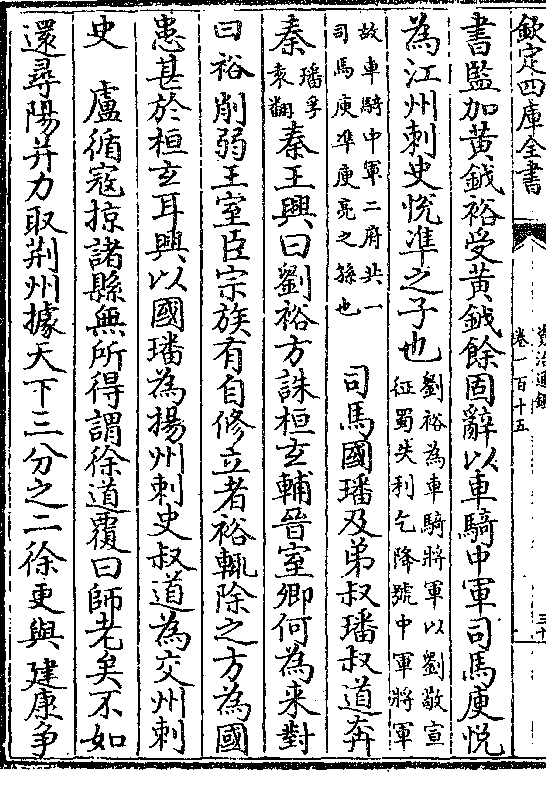 欽定四庫全書
資治通鑑
卷一百十五
三十
書監加黃鉞裕受黃鉞餘固辭以車騎中軍司馬庾悅
為江州刺史悅準之子也劉裕為車騎將軍以劉敬宣
征蜀失利乞降號中軍將軍
故車騎中軍二府共一
司馬庾準庾亮之孫也司馬國璠及弟叔璠叔道奔
秦璠孚
袁翻秦王興曰劉裕方誅桓玄輔晉室卿何為來對
曰裕削弱王室臣宗族有自修立者裕輒除之方為國
患甚於桓玄耳興以國璠為揚州刺史叔道為交州刺
史 盧循寇掠諸縣無所得謂徐道覆曰師老矣不如
還尋陽并力取荆州據天下三分之二徐更與建康争